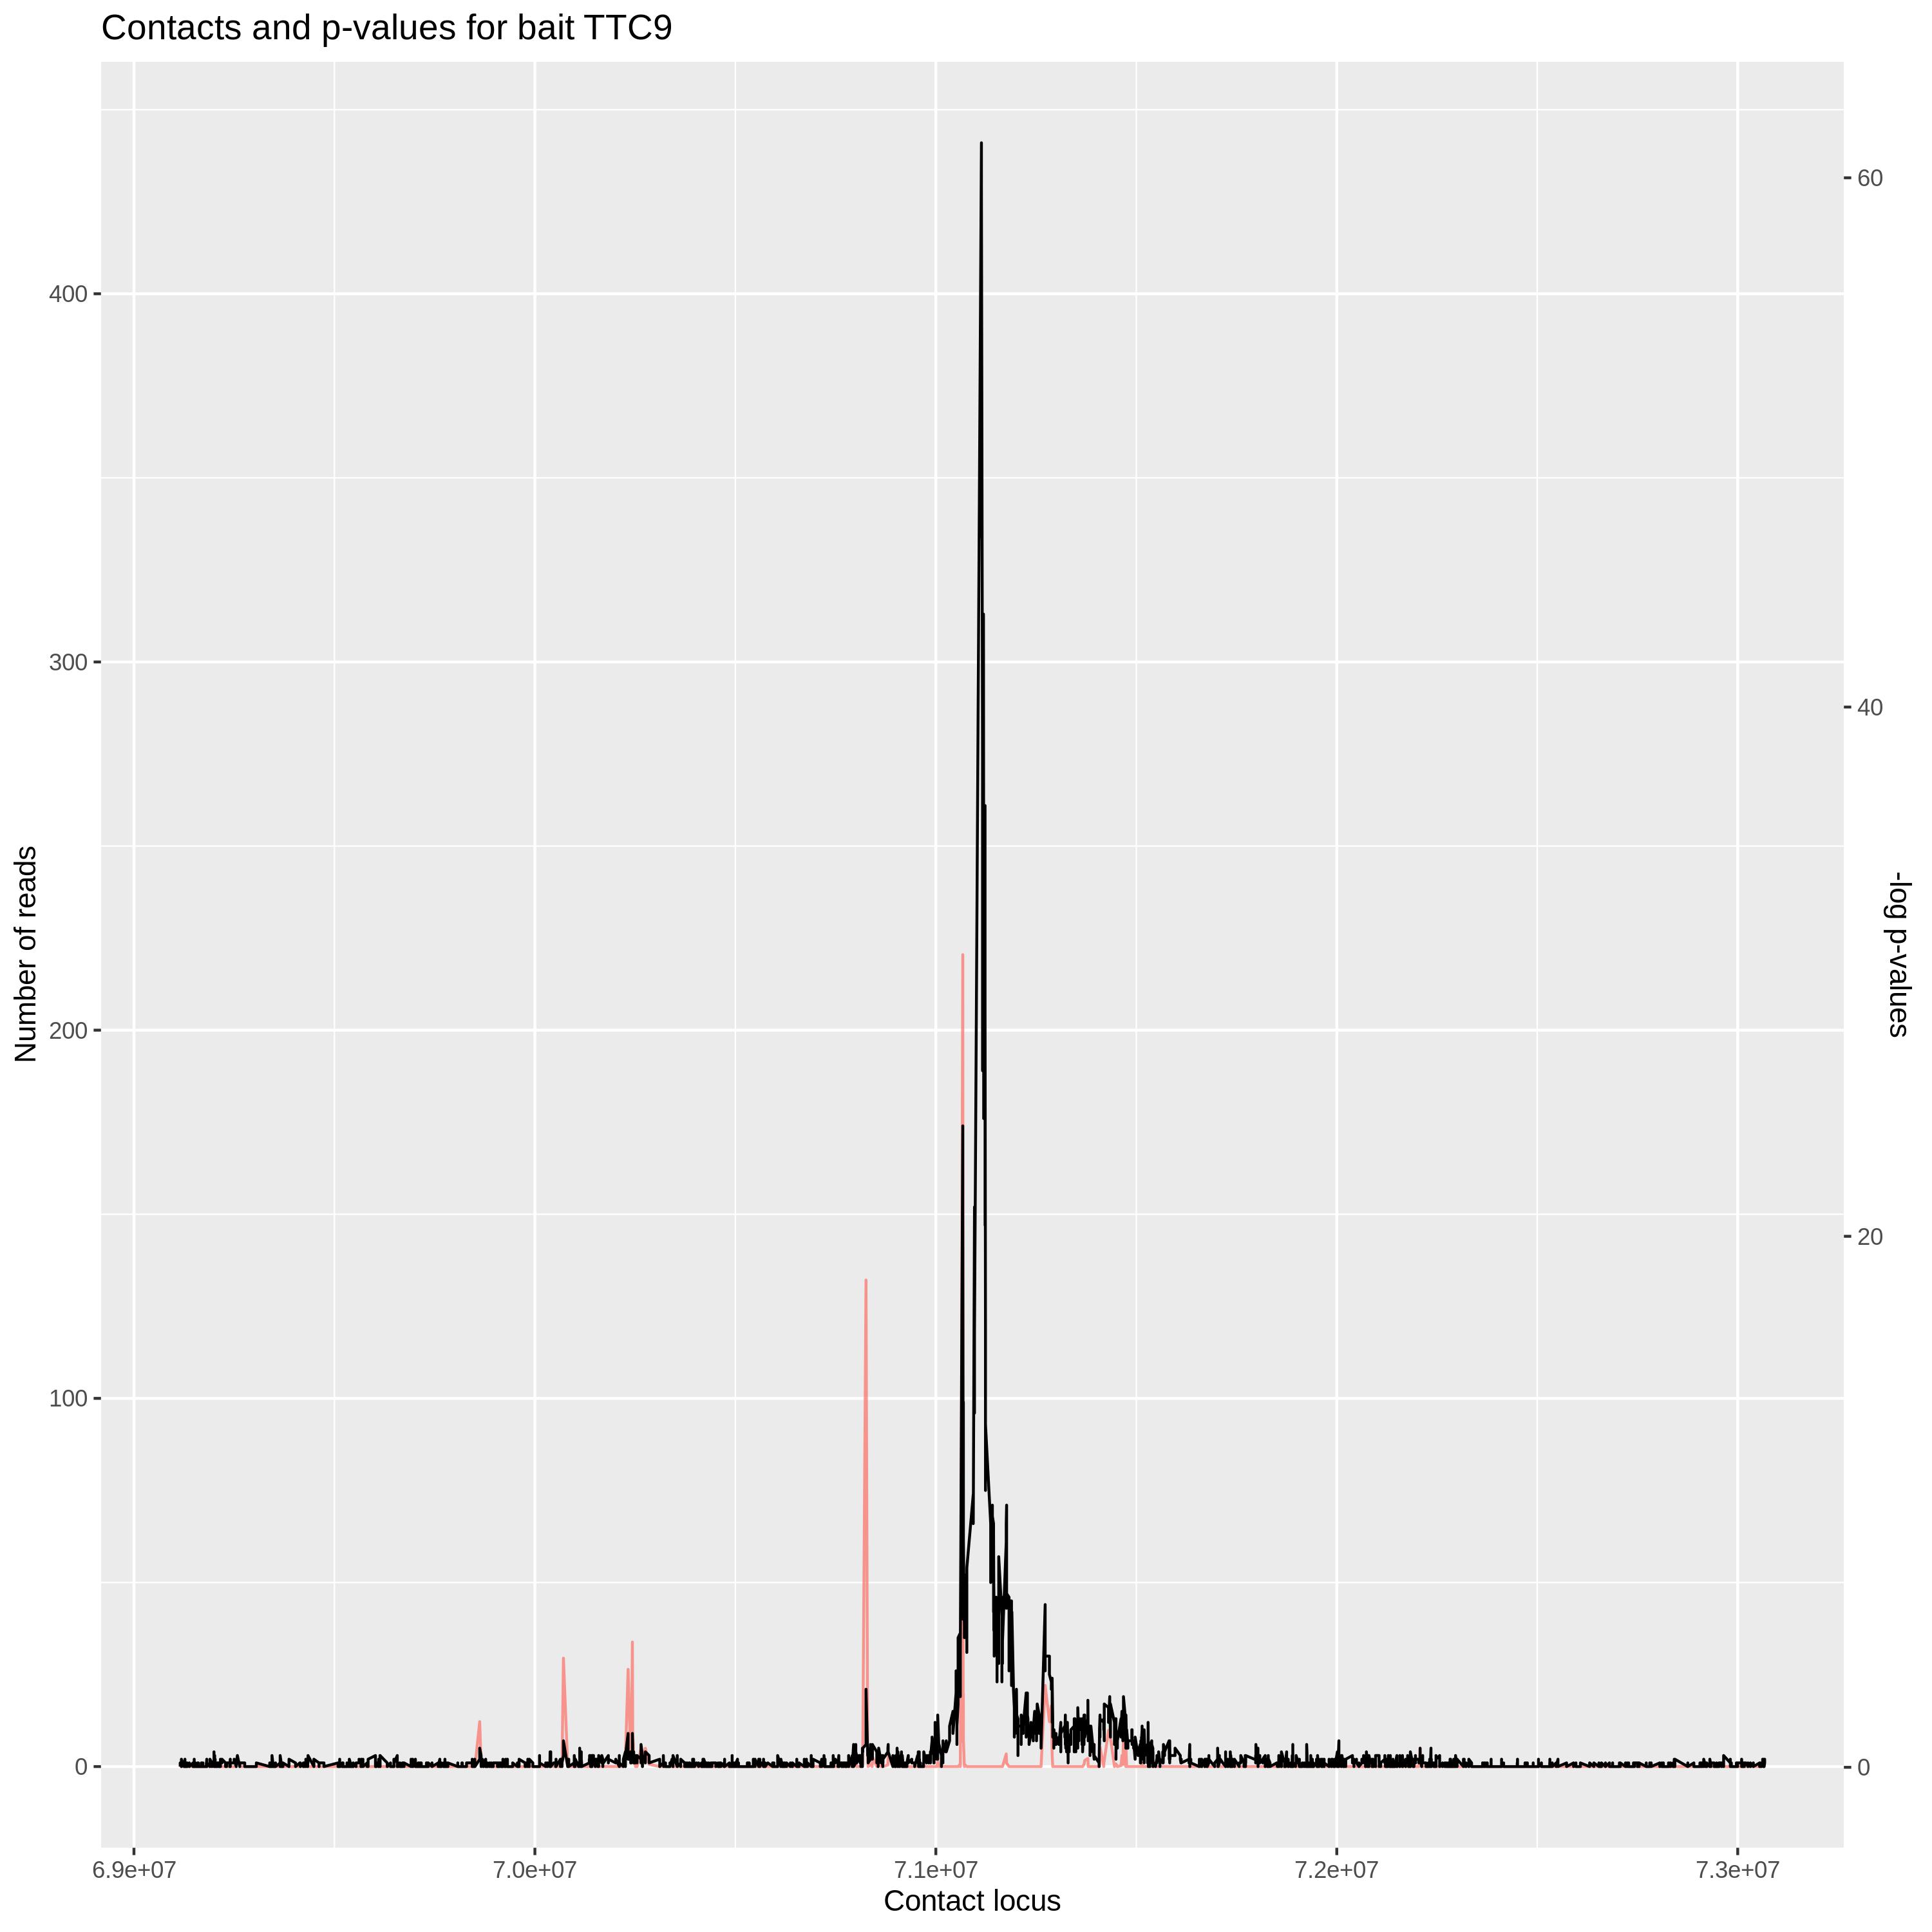 Contacts and p-values for bait TTC9
Number of reads
400
300
200
100
0
60
40
20
0
-log p-values
6.9e+07 7.0e+07 7.1e+07 7.2e+07 7.3e+07
Contact locus